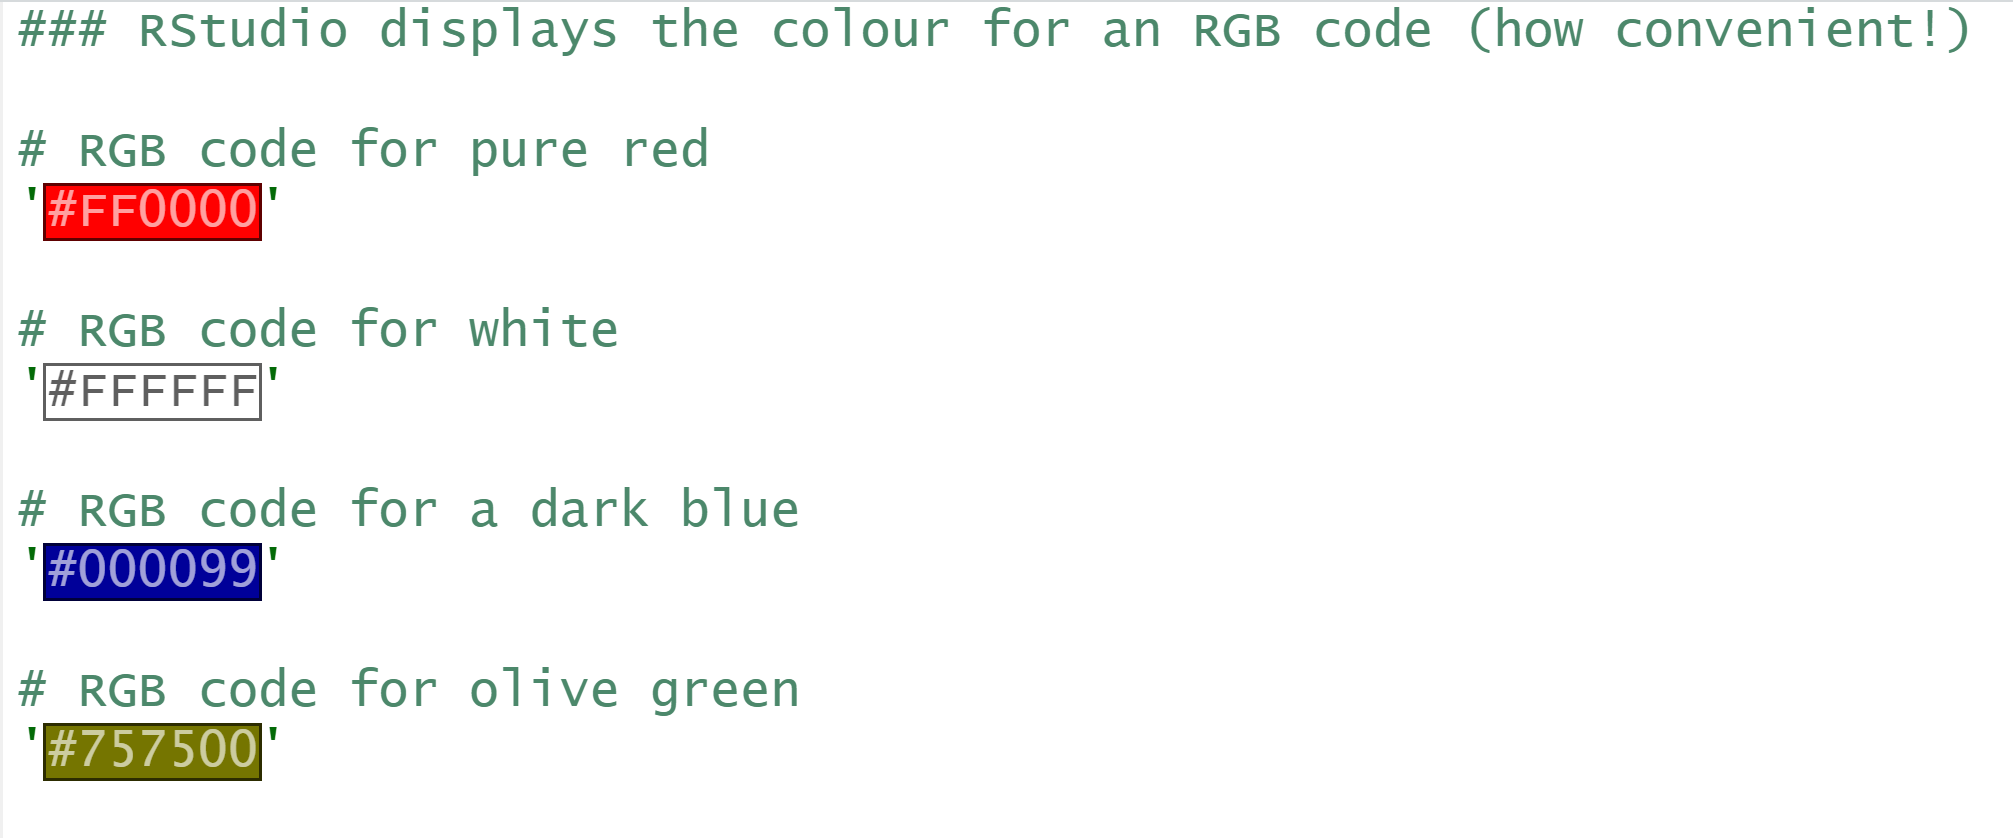 ### RStudio displays the colour for an RGB code (how convenient!)
# RGB code for pure red
'#FF0000'
# RGB code for white
'#FFFFFF'
# RGB code for a dark blue
'#000099'
# RGB code for olive green
'#757500'